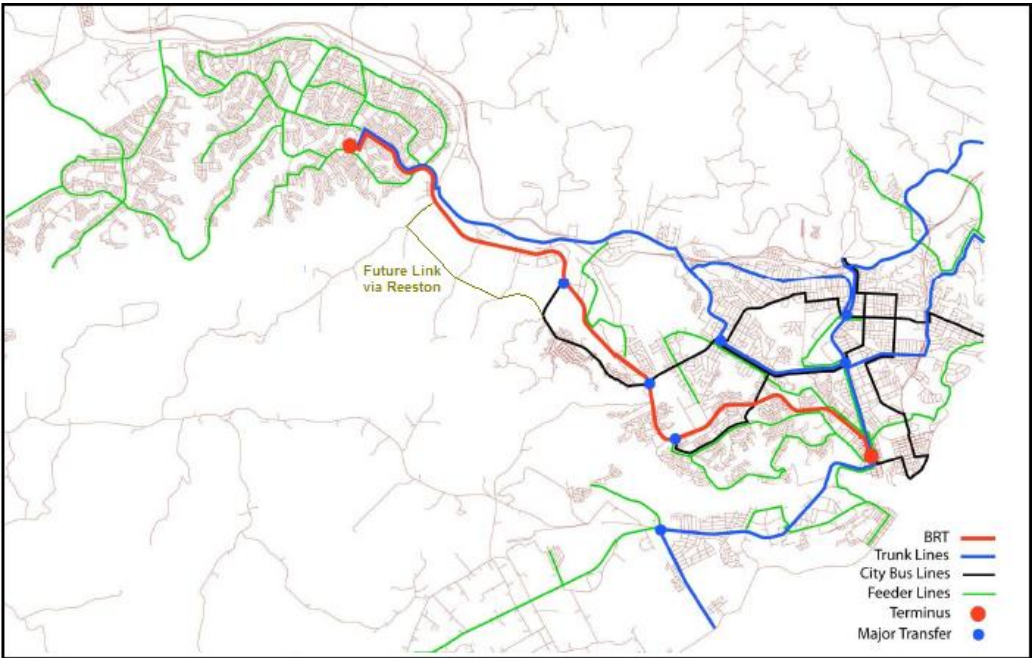 Future Link
via Reeston
BRT
Trunk Lines
City Bus Lines
Feeder Lines
Terminus
Major Transfer